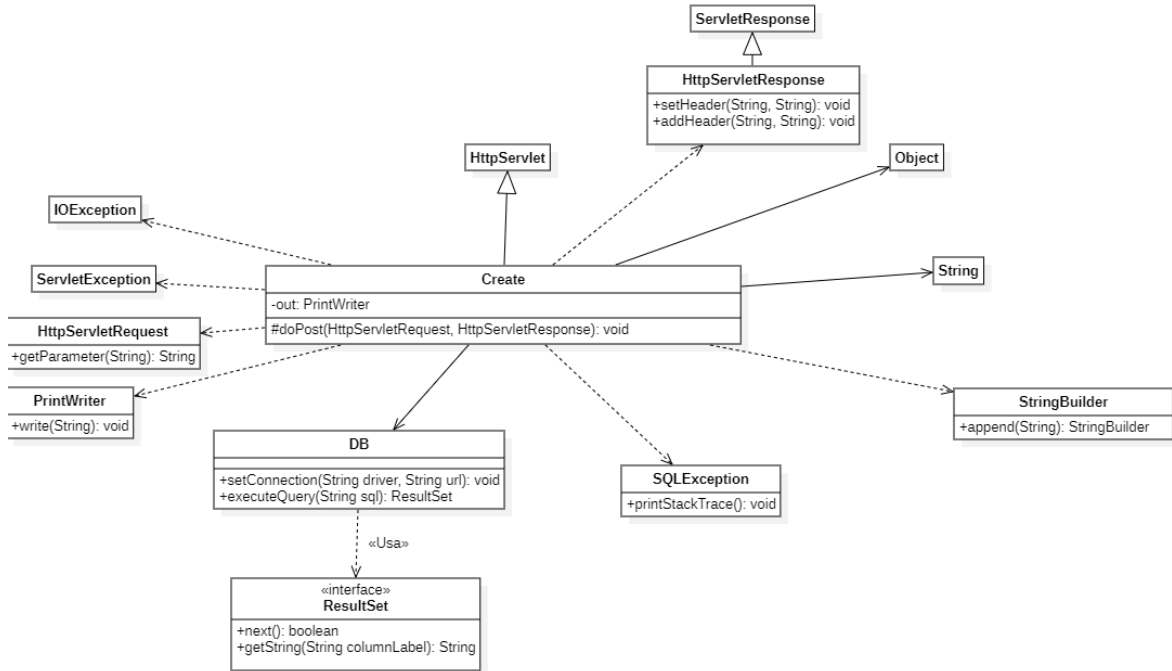 ServletResponse
HttpServletResponse
+setHeader(String, String): void
+addHeader(String, String): void
HttpServlet
Object
IOException
ServletException
Create
-out: PrintWriter
#doPost(HttpServletRequest, HttpServletResponse): void
String
HttpServletRequest
+getParameter(String): String
PrintWriter
+write(String): void
StringBuilder
+append(String): StringBuilder
DB
+setConnection(String driver, String url): void
+executeQuery(String sql): ResultSet
SQLException
+printStackTrace(): void
«Usa»
«interface»
ResultSet
+next(): boolean
+getString(String columnLabel): String